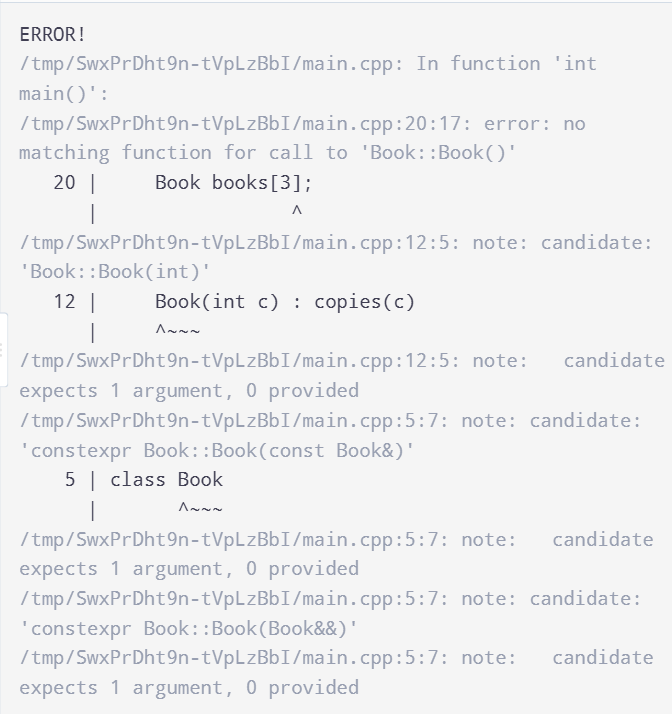 ERROR!
/tmp/SwxPrDht9n-tVpLzBbI/main.cpp: In function 'int
main()':
/tmp/SwxPrDht9n-tVpLzBbI/main.cpp:20:17: error: no
matching function for call to 'Book::Book()'
   20 |     Book books[3];
      |                 ^
/tmp/SwxPrDht9n-tVpLzBbI/main.cpp:12:5: note: candidate:
'Book::Book(int)'
   12 |     Book(int c) : copies(c)
      |     ^~~~
/tmp/SwxPrDht9n-tVpLzBbI/main.cpp:12:5: note:   candidate
expects 1 argument, 0 provided
/tmp/SwxPrDht9n-tVpLzBbI/main.cpp:5:7: note: candidate:
'constexpr Book::Book(const Book&)'
    5 | class Book
      |       ^~~~
/tmp/SwxPrDht9n-tVpLzBbI/main.cpp:5:7: note:   candidate
expects 1 argument, 0 provided
/tmp/SwxPrDht9n-tVpLzBbI/main.cpp:5:7: note: candidate:
'constexpr Book::Book(Book&&)'
/tmp/SwxPrDht9n-tVpLzBbI/main.cpp:5:7: note:   candidate
expects 1 argument, 0 provided